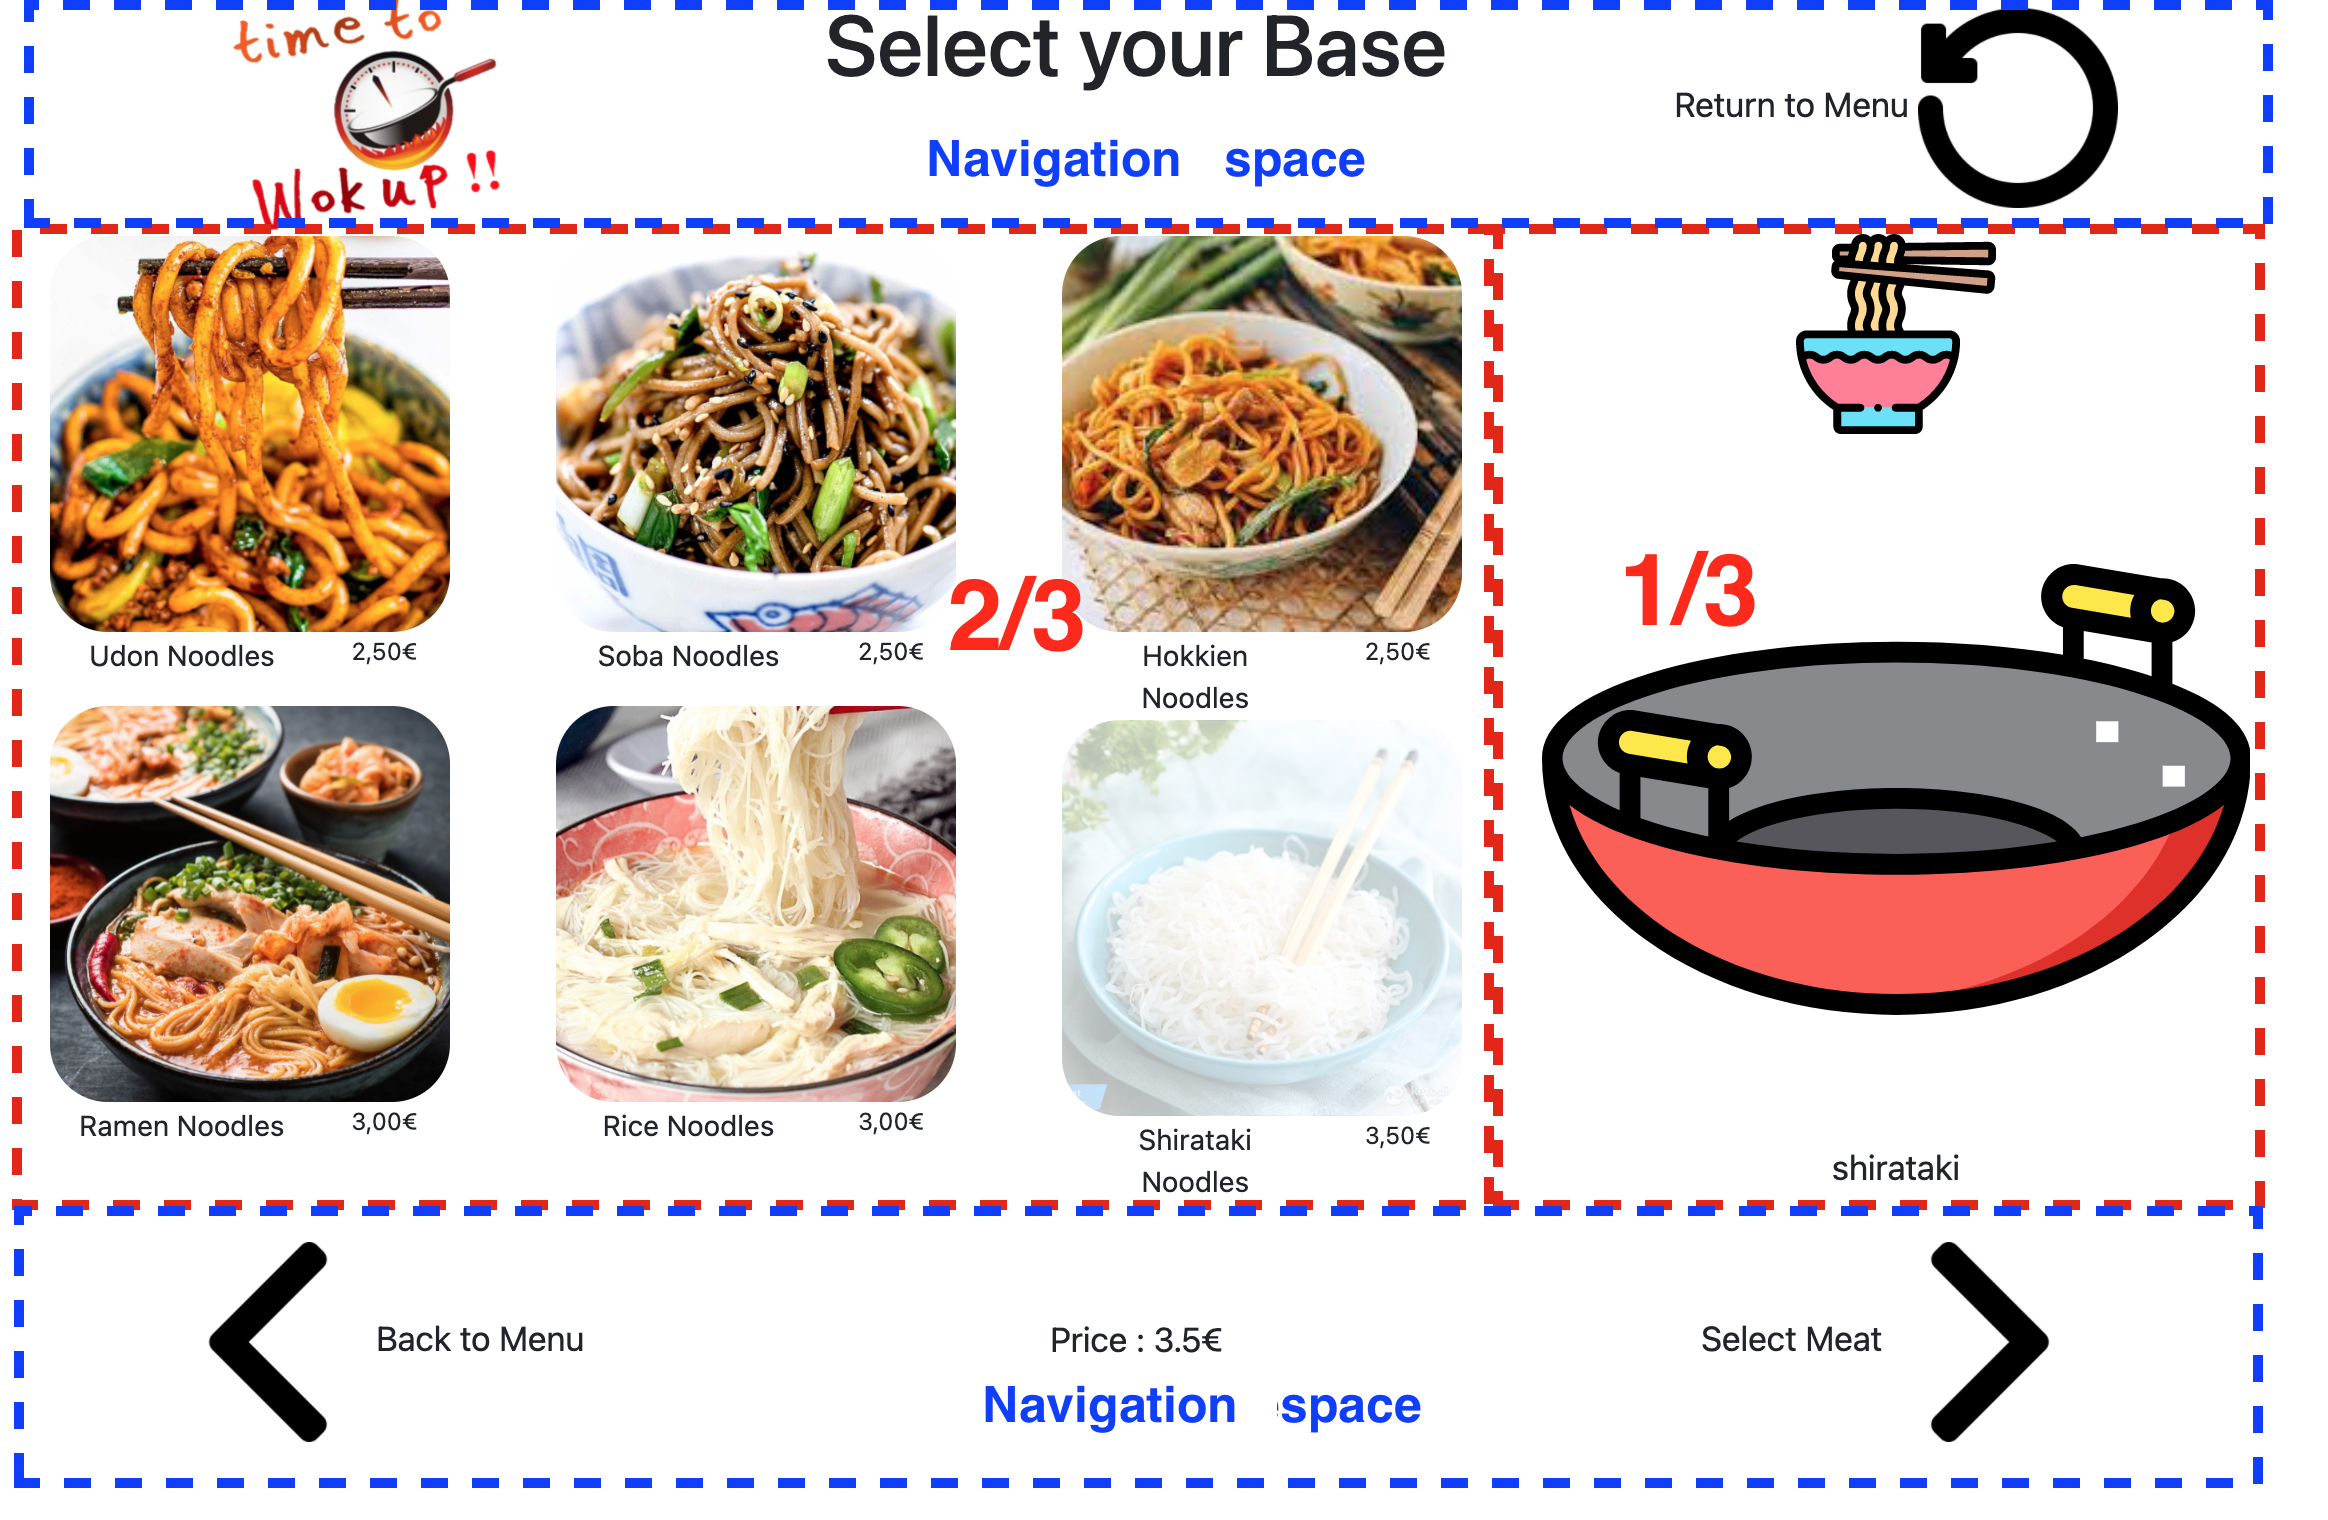 time to
Wok up !!
Select your Base
Return to Menu
Navigation space
Udon Noodles 2,50€
Soba Noodles 2,50€
Hokkien Noodles 2,50€
2/3
1/3
Ramen Noodles 3,00€
Rice Noodles 3,00€
Shirataki Noodles 3,50€
shirataki
Back to Menu
Price : 3.5€
Select Meat
Navigation space